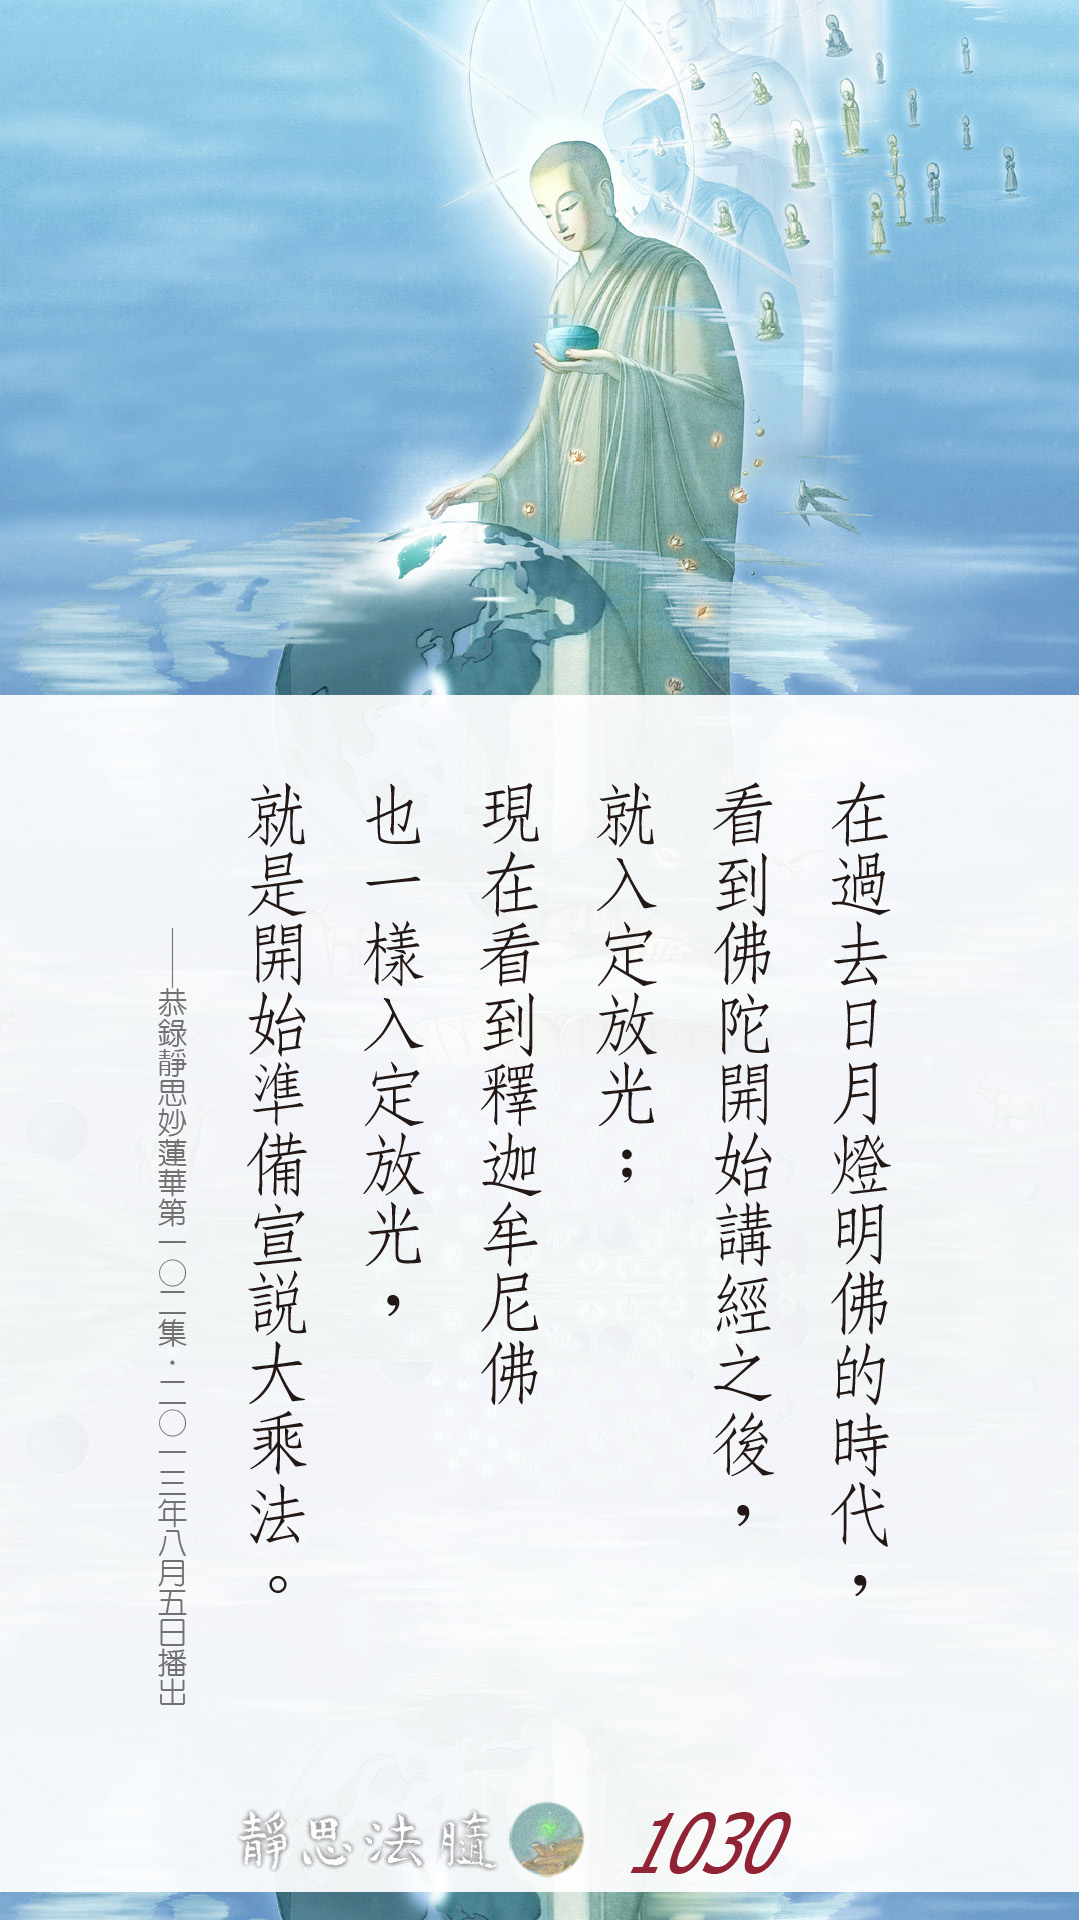 在過去日月燈明佛的時代，
看到佛陀開始講經之後，
就入定放光；
現在看到釋迦牟尼佛
也一樣入定放光，
就是開始準備宣説大乘法。
——恭錄靜思妙蓮華第一〇二集．二〇一三年八月五日播出
靜思法髓 1030